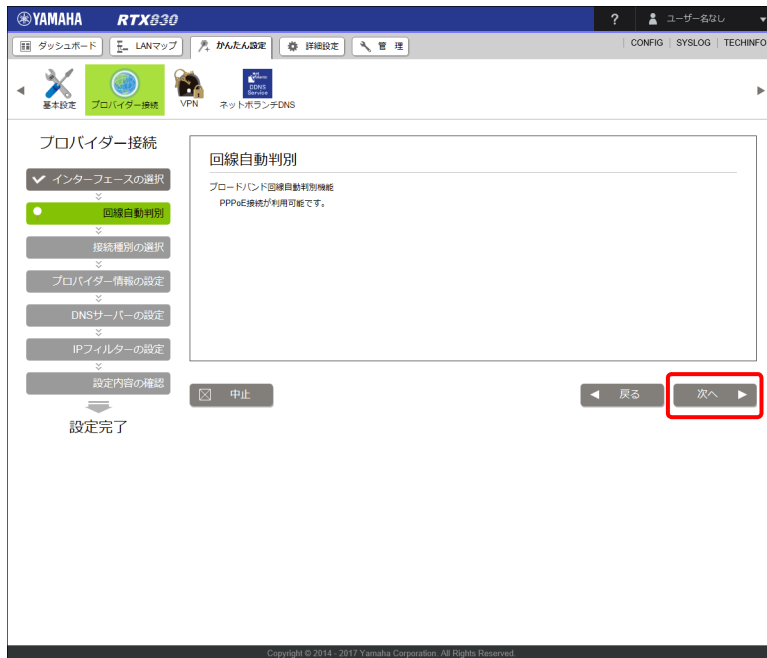 YAMAHA RTX830 ? ユーザー名なし ▼
ダッシュボード LANマップ かんたん設定 詳細設定 管理 CONFIG SYSLOG TECHINFO
基本設定 プロバイダー接続 VPN ネットボランチDNS
DDNS
Service
プロバイダー接続
インターフェースの選択
回線自動判別
接続種別の選択
プロバイダー情報の設定
DNSサーバーの設定
IPフィルターの設定
設定内容の確認
設定完了
回線自動判別
ブロードバンド回線自動判別機能
PPPoE接続が利用可能です。
中止 戻る 次へ
Copyright © 2014 - 2017 Yamaha Corporation. All Rights Reserved.